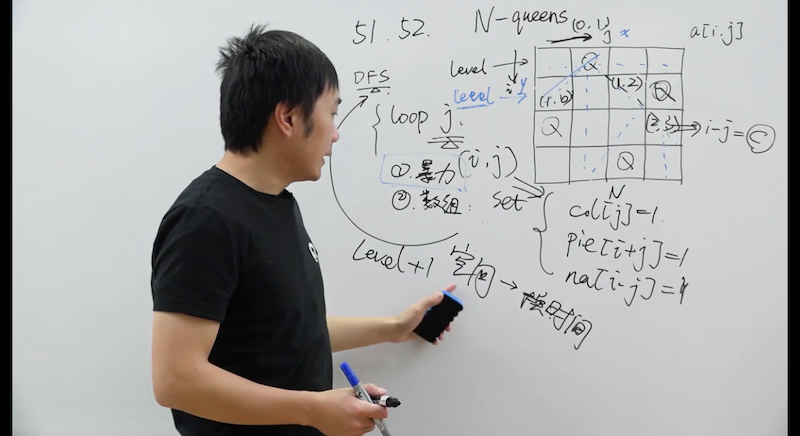 51.52. N-queens
(0,1)
j x
a[i.j]
DFS
level
i y
level
Q
(1,0)
(1,2)
Q
Q
(2,3)
i-j=C
Q
N
loop j.
①.暴力(i,j)
②.数组. set
col[j]=1.
pie[i+j]=1
na[i-j]=1
level+1
空间→换时间